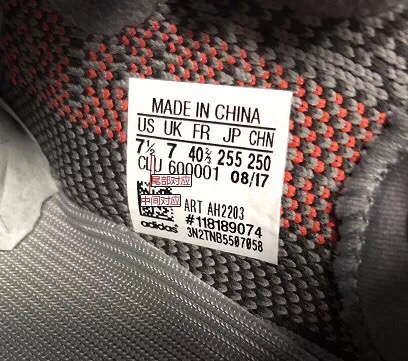 MADE IN CHINA
US UK FR JP CHN
7½ 7 40⅔ 255 250
CLU 600001 08/17
尾部对应
中间对应
ART AH2203
#118189074
adidas
3N2TNB5507058